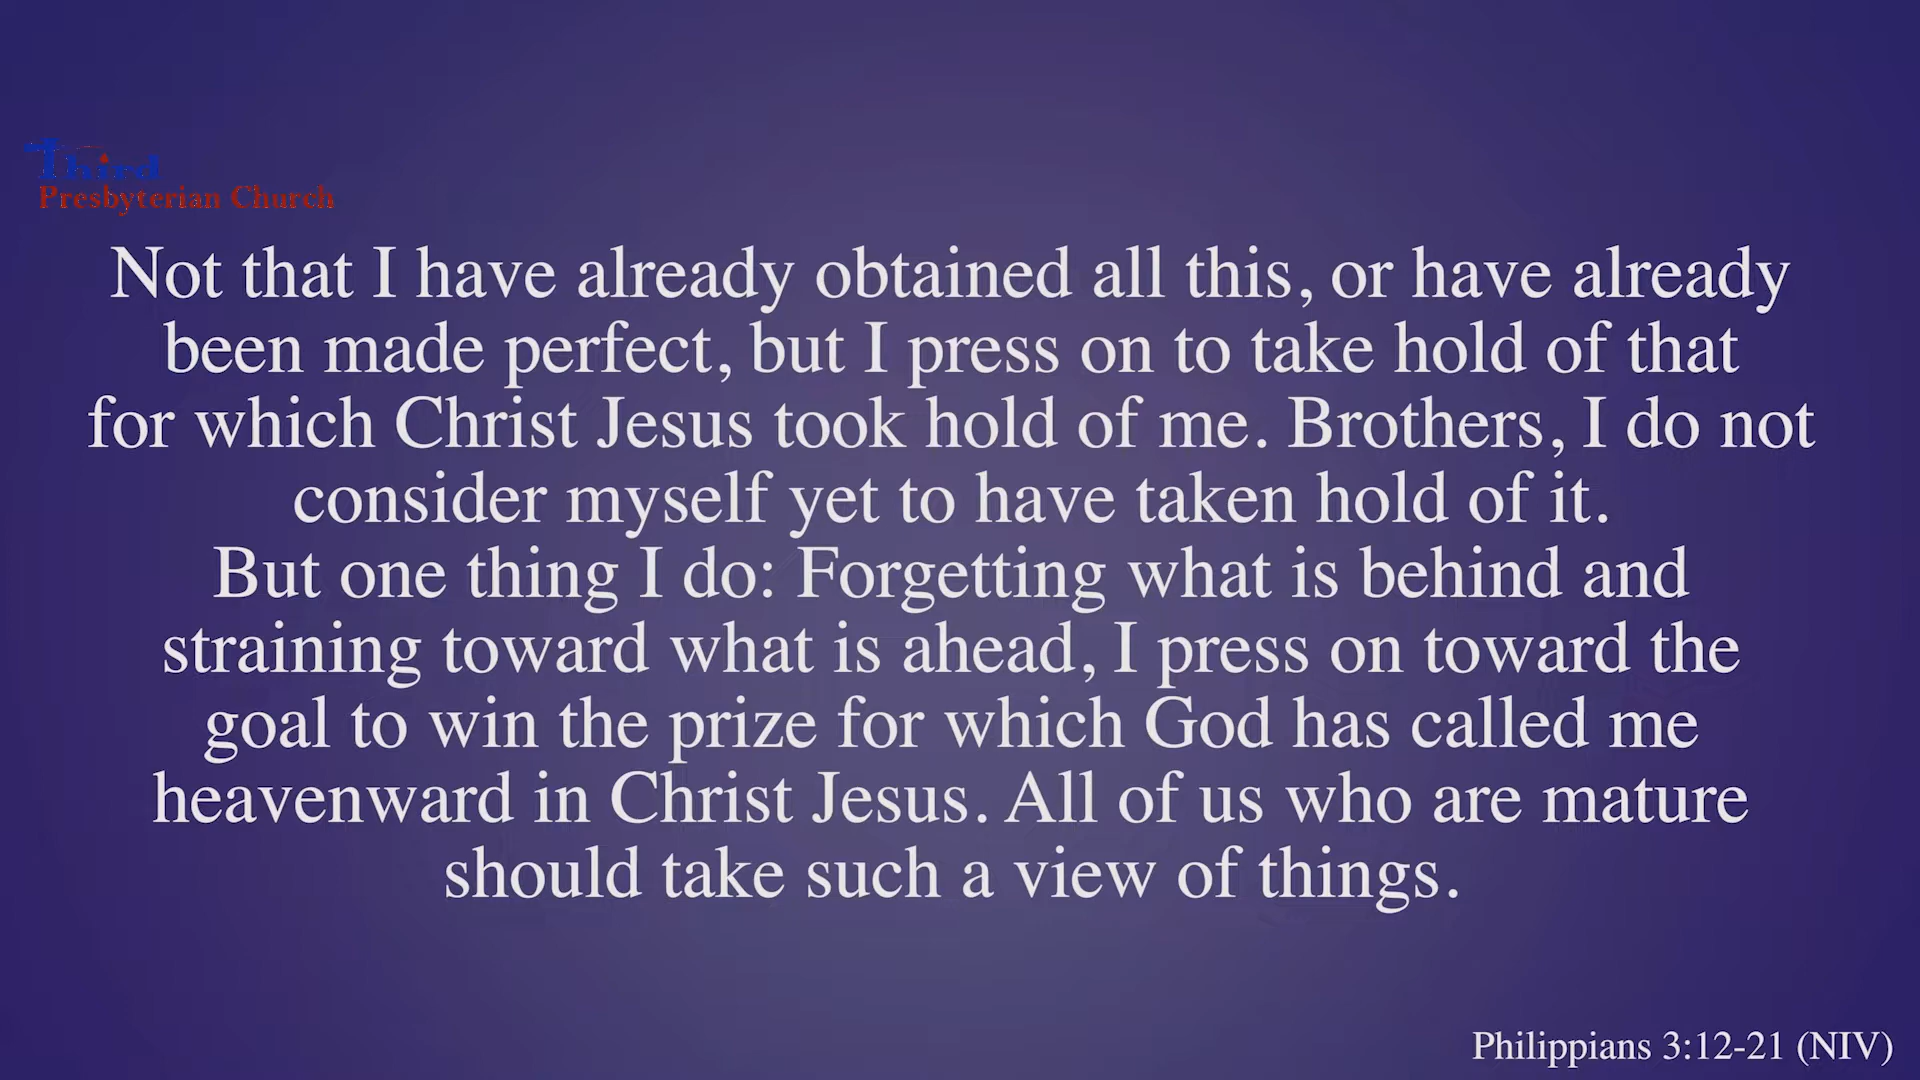 Third
Presbyterian Church
Not that I have already obtained all this, or have already
been made perfect, but I press on to take hold of that
for which Christ Jesus took hold of me. Brothers, I do not
consider myself yet to have taken hold of it.
But one thing I do: Forgetting what is behind and
straining toward what is ahead, I press on toward the
goal to win the prize for which God has called me
heavenward in Christ Jesus. All of us who are mature
should take such a view of things.
Philippians 3:12-21 (NIV)